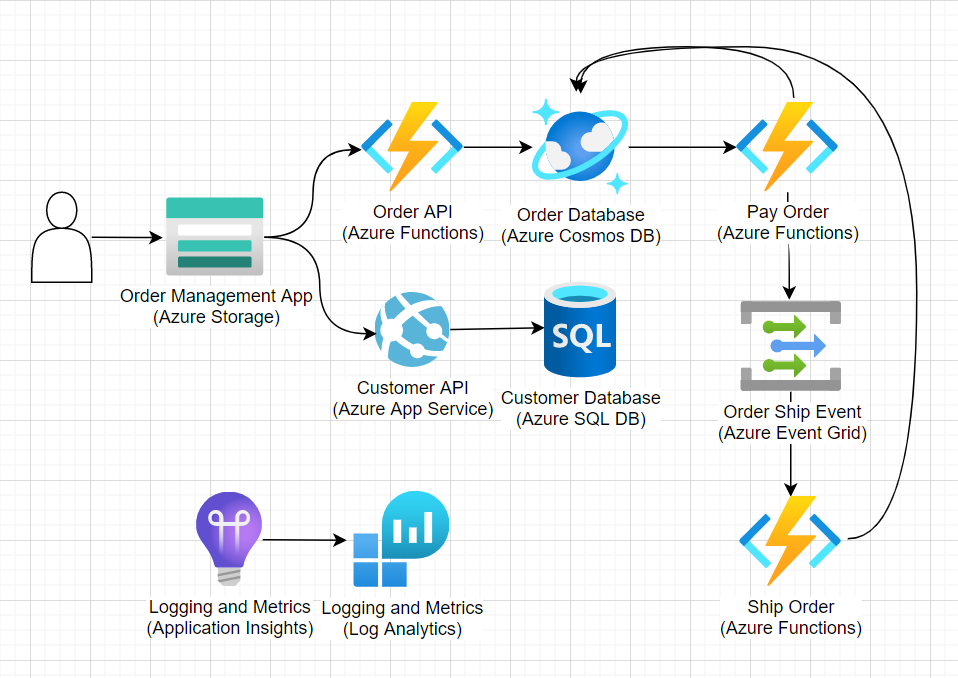 Order API
(Azure Functions)
Order Database
(Azure Cosmos DB)
Pay Order
(Azure Functions)
Order Management App
(Azure Storage)
SQL
Customer API
(Azure App Service)
Customer Database
(Azure SQL DB)
Order Ship Event
(Azure Event Grid)
Logging and Metrics
(Application Insights)
Logging and Metrics
(Log Analytics)
Ship Order
(Azure Functions)